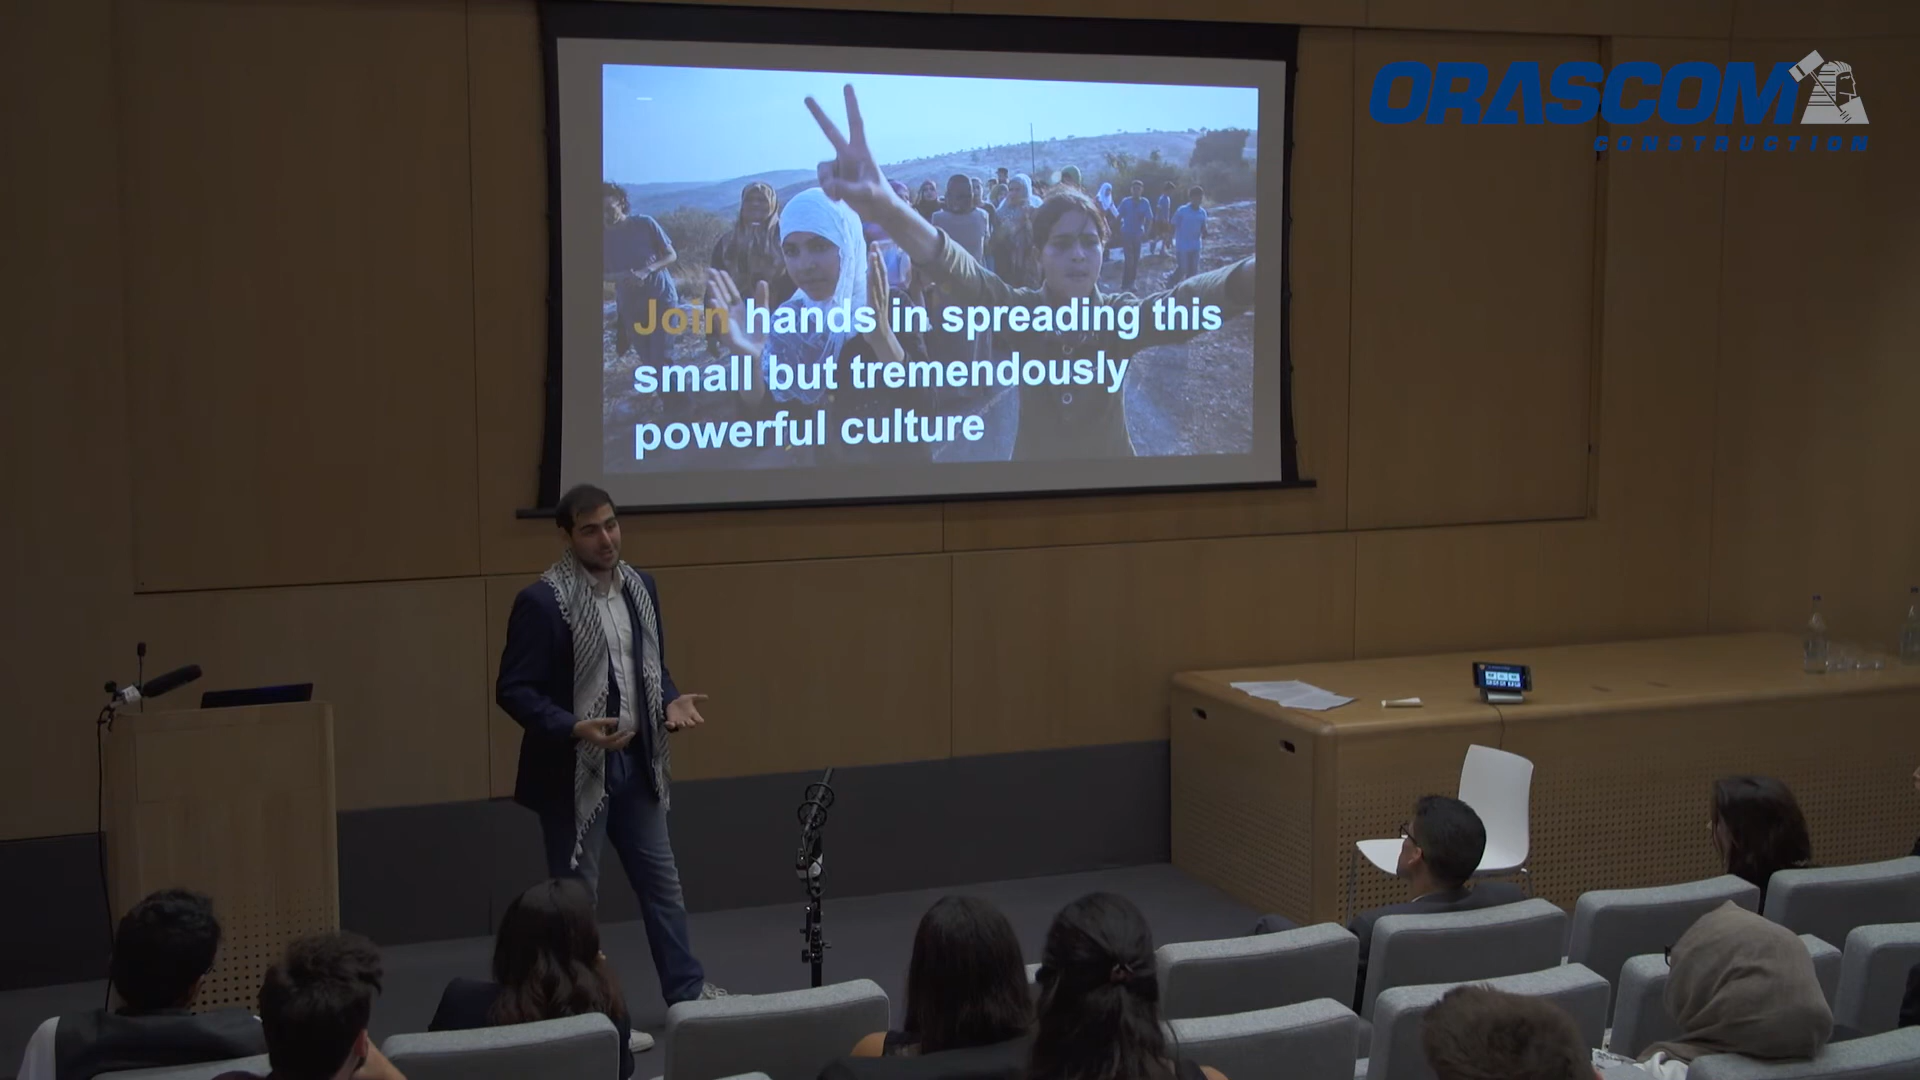 ORASCOM
CONSTRUCTION
Join hands in spreading this
small but tremendously
powerful culture